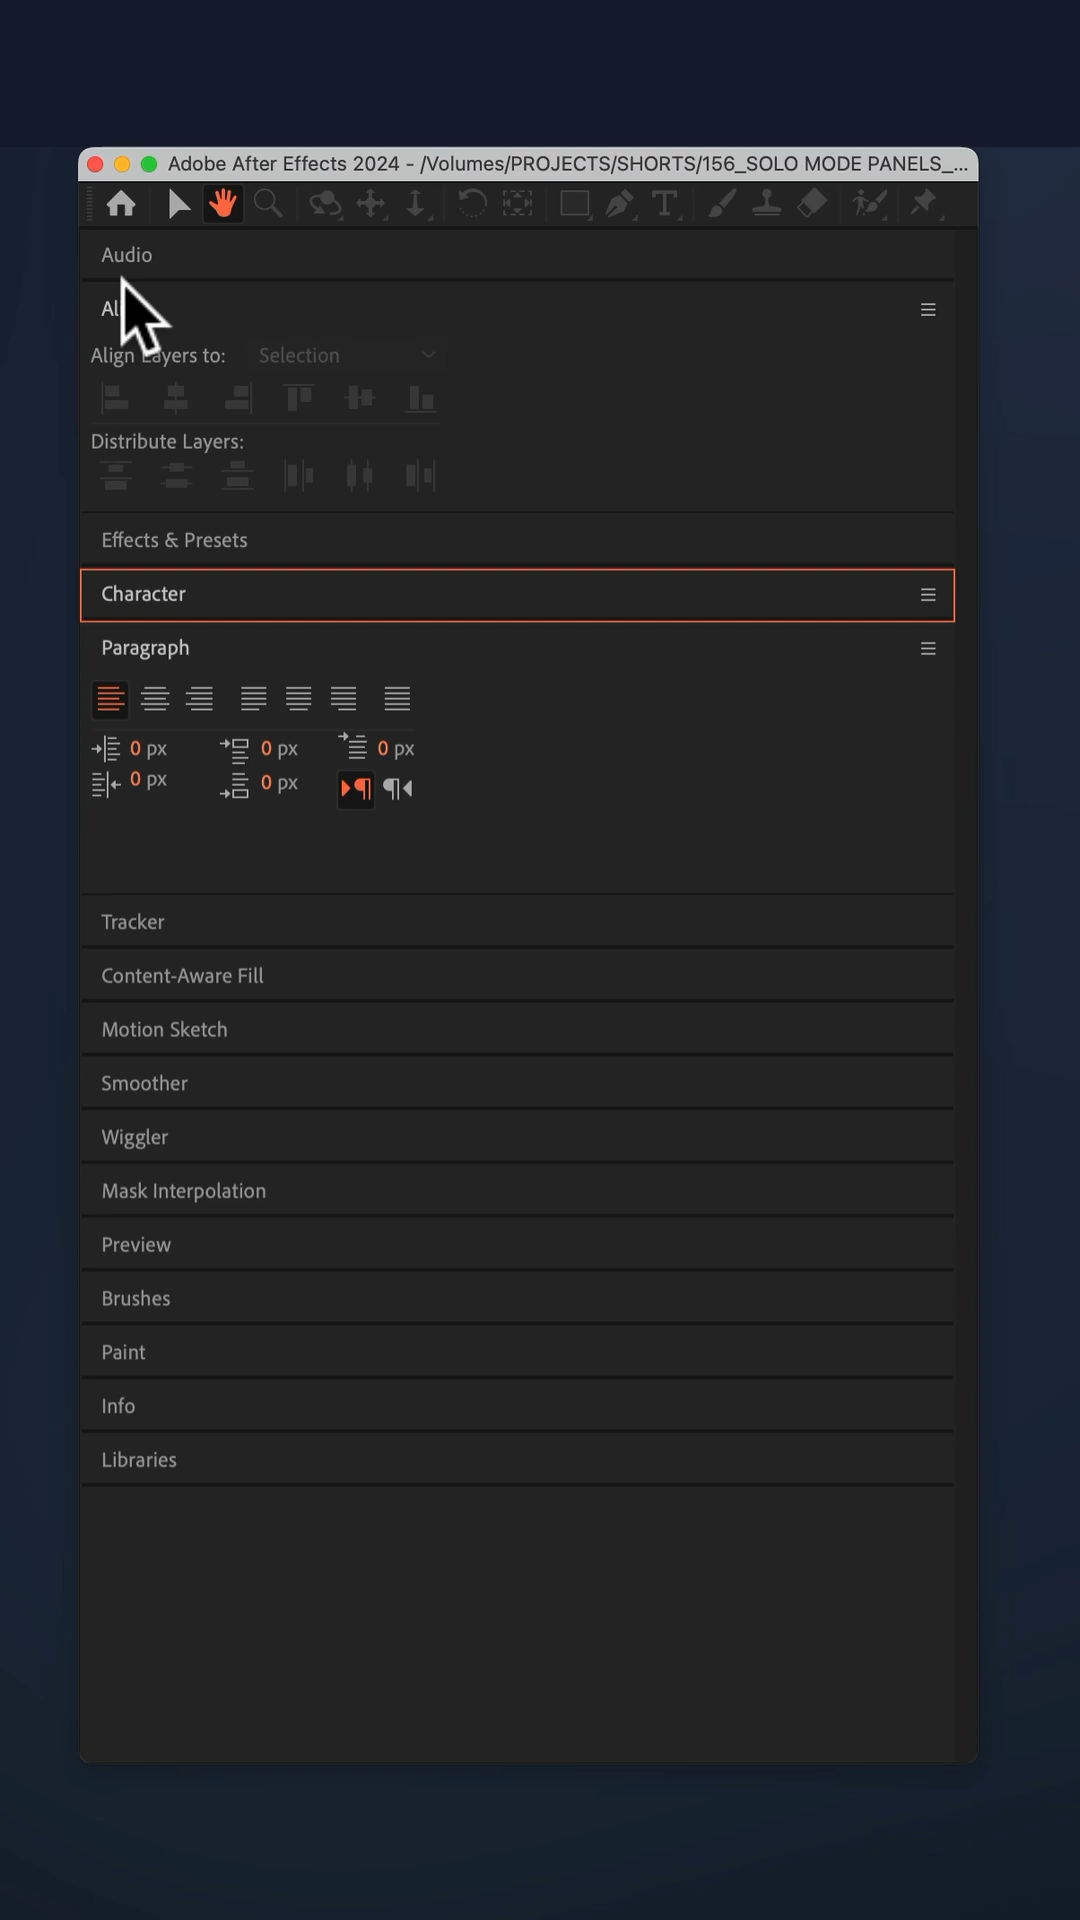 Adobe After Effects 2024 - /Volumes/PROJECTS/SHORTS/156_SOLO MODE PANELS_...
Audio
Al
Align Layers to: Selection
Distribute Layers:
Effects & Presets
Character
Paragraph
0 px 0 px 0 px
0 px 0 px
Tracker
Content-Aware Fill
Motion Sketch
Smoother
Wiggler
Mask Interpolation
Preview
Brushes
Paint
Info
Libraries